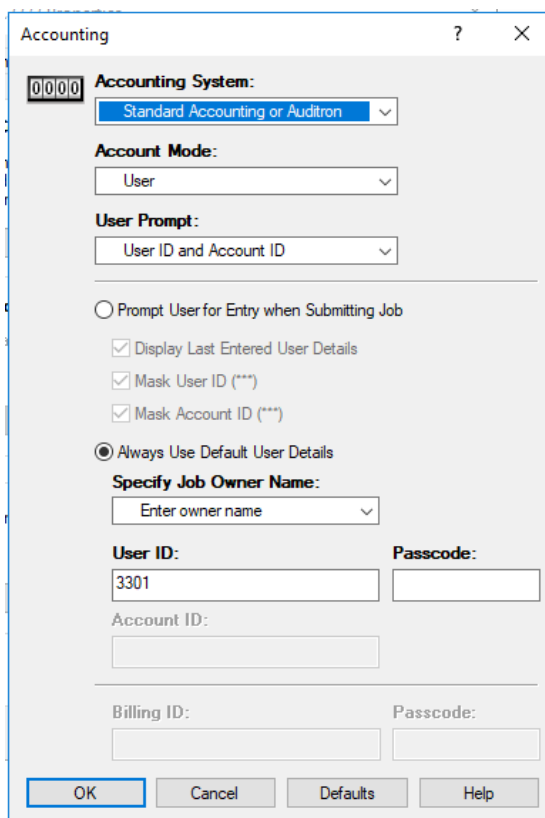 Accounting ? ×
0000
Accounting System:
Standard Accounting or Auditron
Account Mode:
User
User Prompt:
User ID and Account ID
Prompt User for Entry when Submitting Job
Display Last Entered User Details
Mask User ID (***)
Mask Account ID (***)
Always Use Default User Details
Specify Job Owner Name:
Enter owner name
User ID: Passcode:
3301
Account ID:
Billing ID: Passcode:
OK Cancel Defaults Help